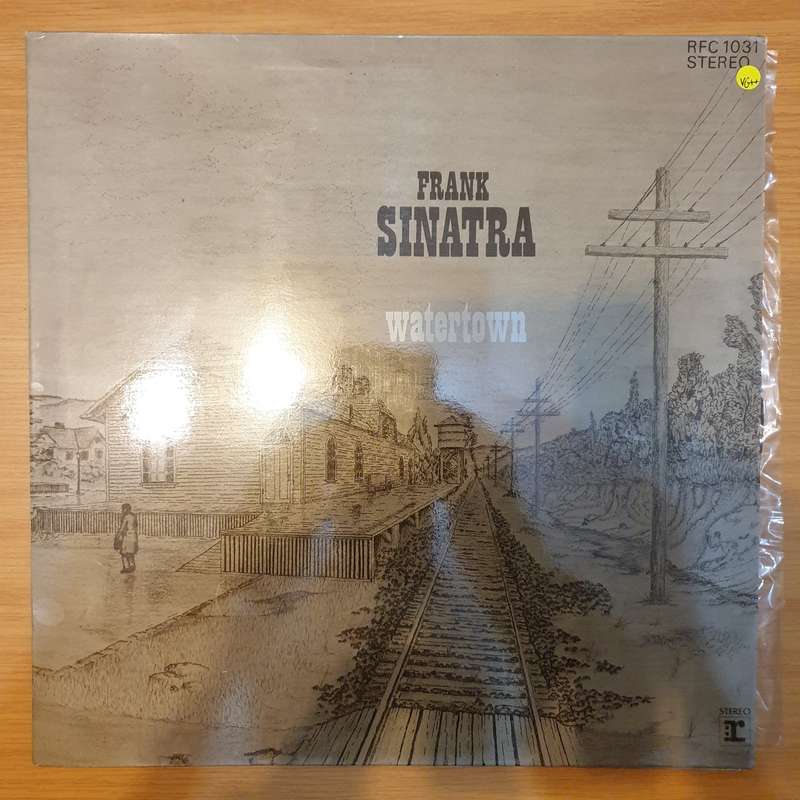 RFC 1031
STEREO
VG++
FRANK
SINATRA
watertown
STEREO
r